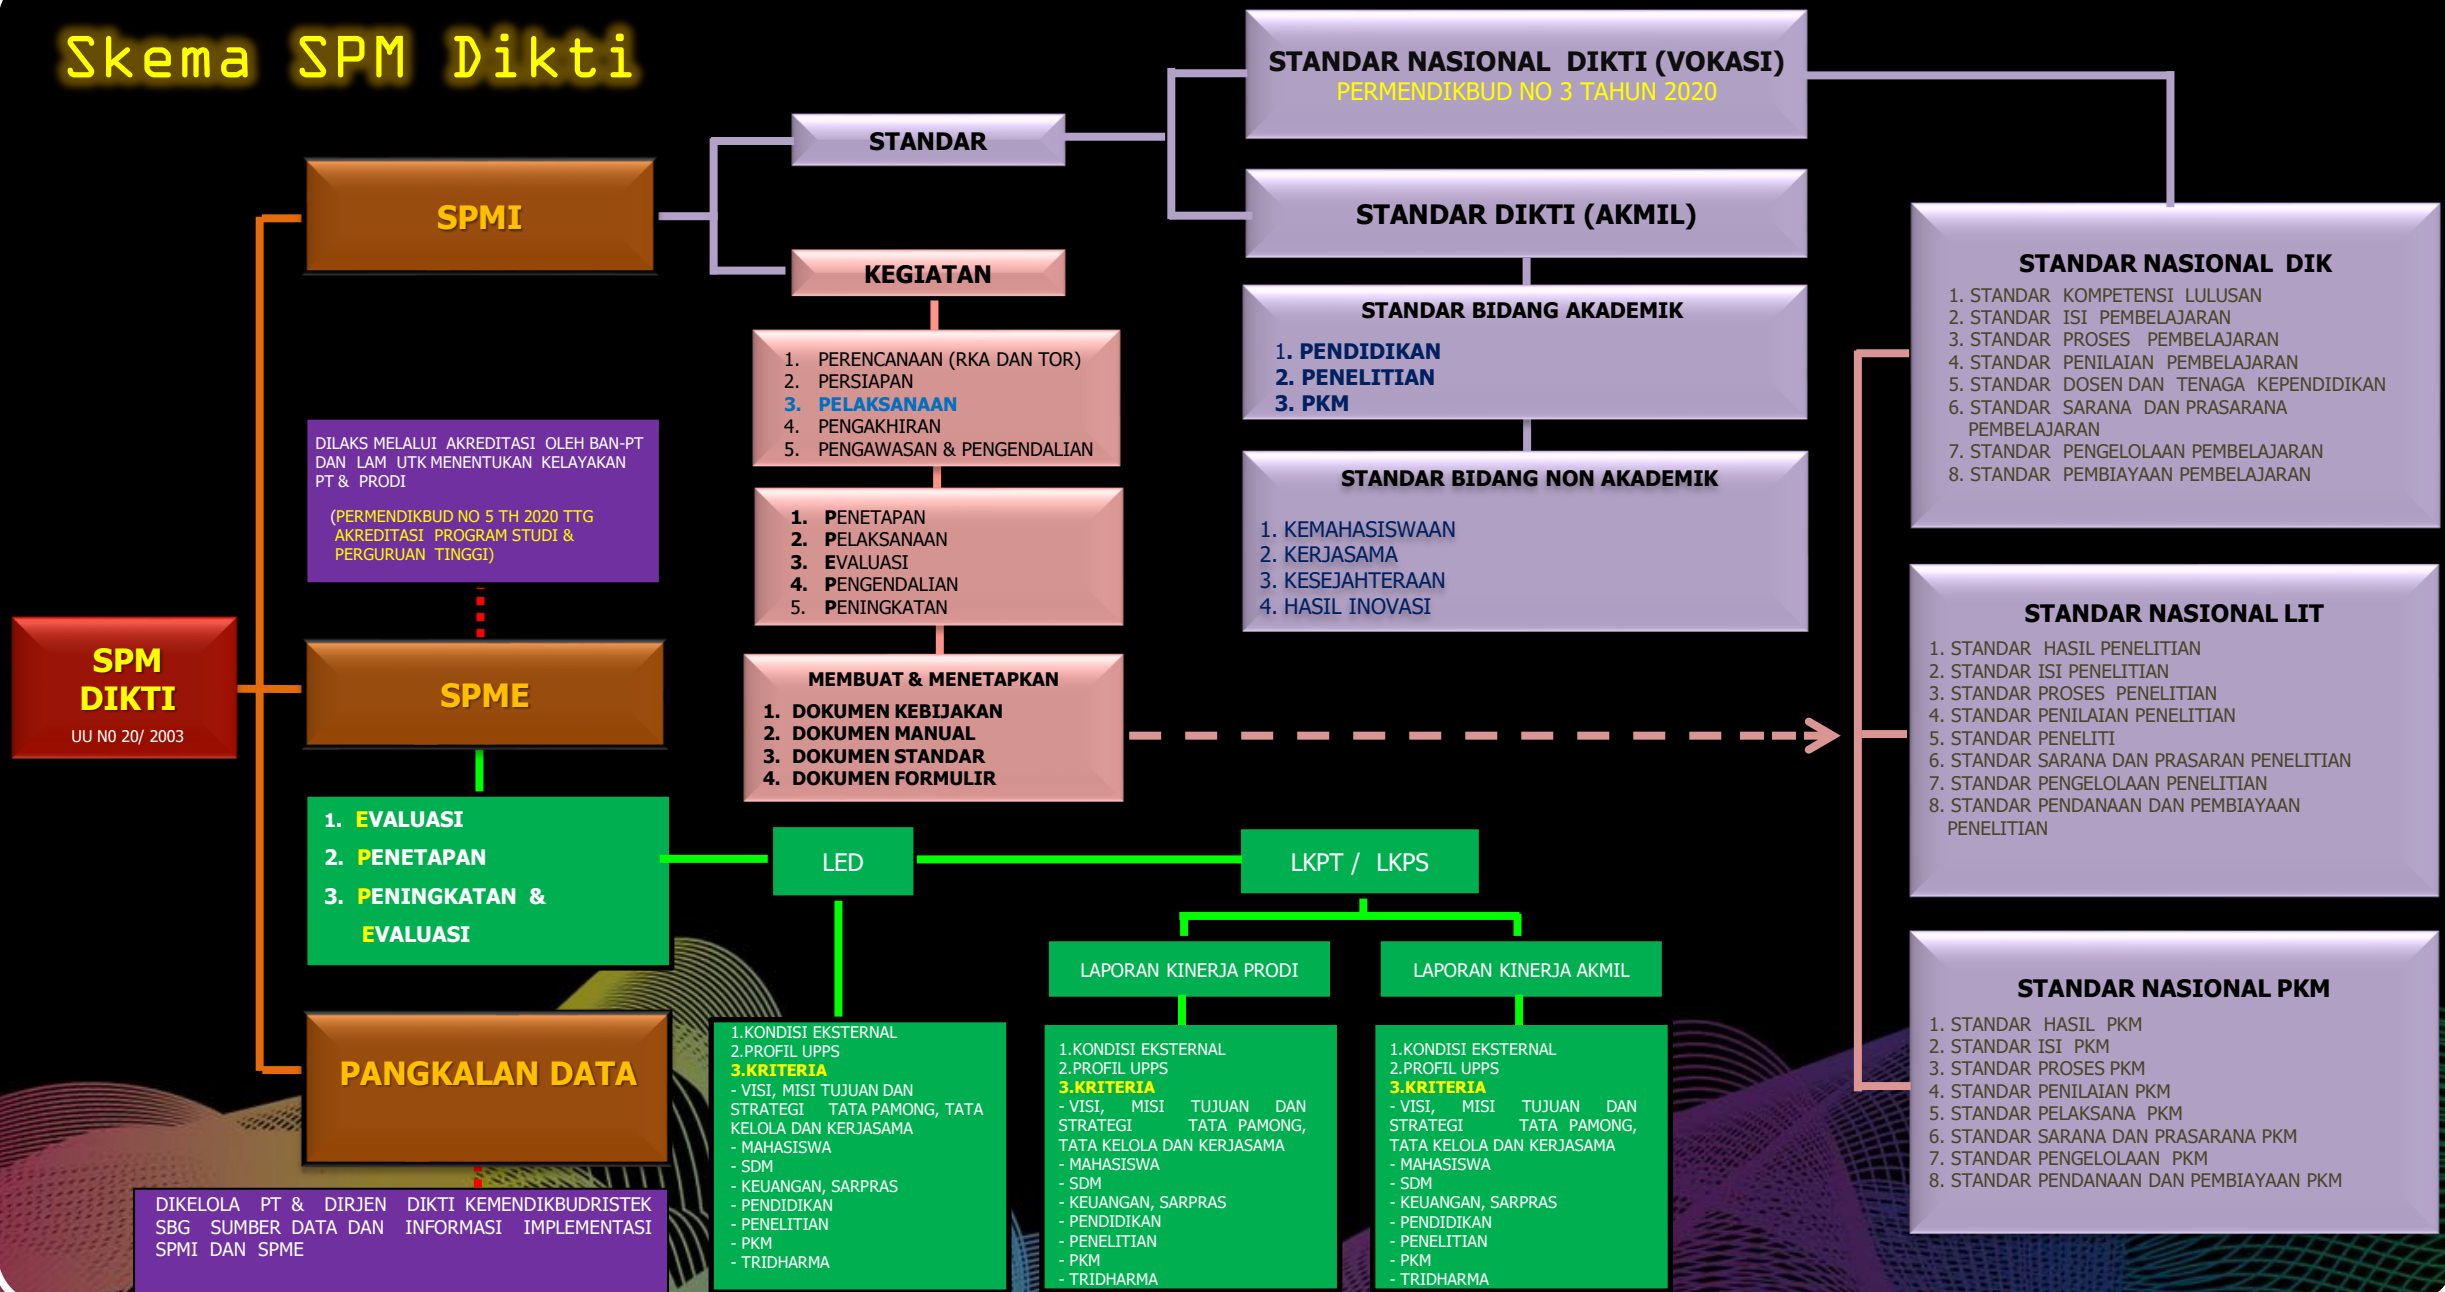 Skema SPM Dikti
SPM
DIKTI
UU N0 20/ 2003
SPMI
DILAKS MELALUI AKREDITASI OLEH BAN-PT
DAN LAM UTK MENENTUKAN KELAYAKAN
PT & PRODI
(PERMENDIKBUD NO 5 TH 2020 TTG
AKREDITASI PROGRAM STUDI &
PERGURUAN TINGGI)
SPME
1. EVALUASI
2. PENETAPAN
3. PENINGKATAN &
EVALUASI
PANGKALAN DATA
DIKELOLA PT & DIRJEN DIKTI KEMENDIKBUDRISTEK
SBG SUMBER DATA DAN INFORMASI IMPLEMENTASI
SPMI DAN SPME
STANDAR
KEGIATAN
1. PERENCANAAN (RKA DAN TOR)
2. PERSIAPAN
3. PELAKSANAAN
4. PENGAKHIRAN
5. PENGAWASAN & PENGENDALIAN
1. PENETAPAN
2. PELAKSANAAN
3. EVALUASI
4. PENGENDALIAN
5. PENINGKATAN
MEMBUAT & MENETAPKAN
1. DOKUMEN KEBIJAKAN
2. DOKUMEN MANUAL
3. DOKUMEN STANDAR
4. DOKUMEN FORMULIR
STANDAR NASIONAL DIKTI (VOKASI)
PERMENDIKBUD NO 3 TAHUN 2020
STANDAR DIKTI (AKMIL)
STANDAR BIDANG AKADEMIK
1. PENDIDIKAN
2. PENELITIAN
3. PKM
STANDAR BIDANG NON AKADEMIK
1. KEMAHASISWAAN
2. KERJASAMA
3. KESEJAHTERAAN
4. HASIL INOVASI
LED
LKPT / LKPS
LAPORAN KINERJA PRODI
LAPORAN KINERJA AKMIL
1.KONDISI EKSTERNAL
2.PROFIL UPPS
3.KRITERIA
- VISI, MISI TUJUAN DAN
STRATEGI TATA PAMONG, TATA
KELOLA DAN KERJASAMA
- MAHASISWA
- SDM
- KEUANGAN, SARPRAS
- PENDIDIKAN
- PENELITIAN
- PKM
- TRIDHARMA
1.KONDISI EKSTERNAL
2.PROFIL UPPS
3.KRITERIA
- VISI, MISI TUJUAN DAN
STRATEGI TATA PAMONG,
TATA KELOLA DAN KERJASAMA
- MAHASISWA
- SDM
- KEUANGAN, SARPRAS
- PENDIDIKAN
- PENELITIAN
- PKM
- TRIDHARMA
1.KONDISI EKSTERNAL
2.PROFIL UPPS
3.KRITERIA
- VISI, MISI TUJUAN DAN
STRATEGI TATA PAMONG,
TATA KELOLA DAN KERJASAMA
- MAHASISWA
- SDM
- KEUANGAN, SARPRAS
- PENDIDIKAN
- PENELITIAN
- PKM
- TRIDHARMA
STANDAR NASIONAL DIK
1. STANDAR KOMPETENSI LULUSAN
2. STANDAR ISI PEMBELAJARAN
3. STANDAR PROSES PEMBELAJARAN
4. STANDAR PENILAIAN PEMBELAJARAN
5. STANDAR DOSEN DAN TENAGA KEPENDIDIKAN
6. STANDAR SARANA DAN PRASARANA
PEMBELAJARAN
7. STANDAR PENGELOLAAN PEMBELAJARAN
8. STANDAR PEMBIAYAAN PEMBELAJARAN
STANDAR NASIONAL LIT
1. STANDAR HASIL PENELITIAN
2. STANDAR ISI PENELITIAN
3. STANDAR PROSES PENELITIAN
4. STANDAR PENILAIAN PENELITIAN
5. STANDAR PENELITI
6. STANDAR SARANA DAN PRASARAN PENELITIAN
7. STANDAR PENGELOLAAN PENELITIAN
8. STANDAR PENDANAAN DAN PEMBIAYAAN
PENELITIAN
STANDAR NASIONAL PKM
1. STANDAR HASIL PKM
2. STANDAR ISI PKM
3. STANDAR PROSES PKM
4. STANDAR PENILAIAN PKM
5. STANDAR PELAKSANA PKM
6. STANDAR SARANA DAN PRASARANA PKM
7. STANDAR PENGELOLAAN PKM
8. STANDAR PENDANAAN DAN PEMBIAYAAN PKM